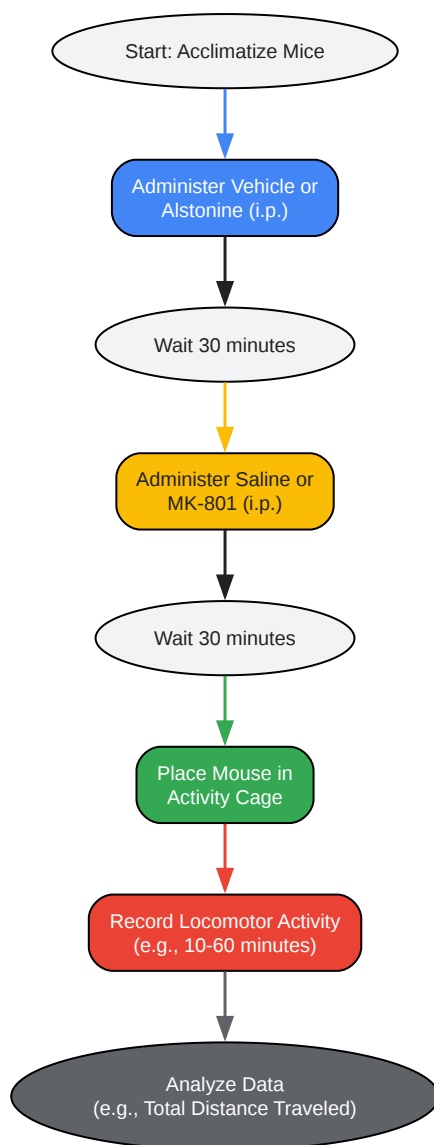 Start: Acclimatize Mice
Administer Vehicle or
Alstonine (i.p.)
Wait 30 minutes
Administer Saline or
MK-801 (i.p.)
Wait 30 minutes
Place Mouse in
Activity Cage
Record Locomotor Activity
(e.g., 10-60 minutes)
Analyze Data
(e.g., Total Distance Traveled)